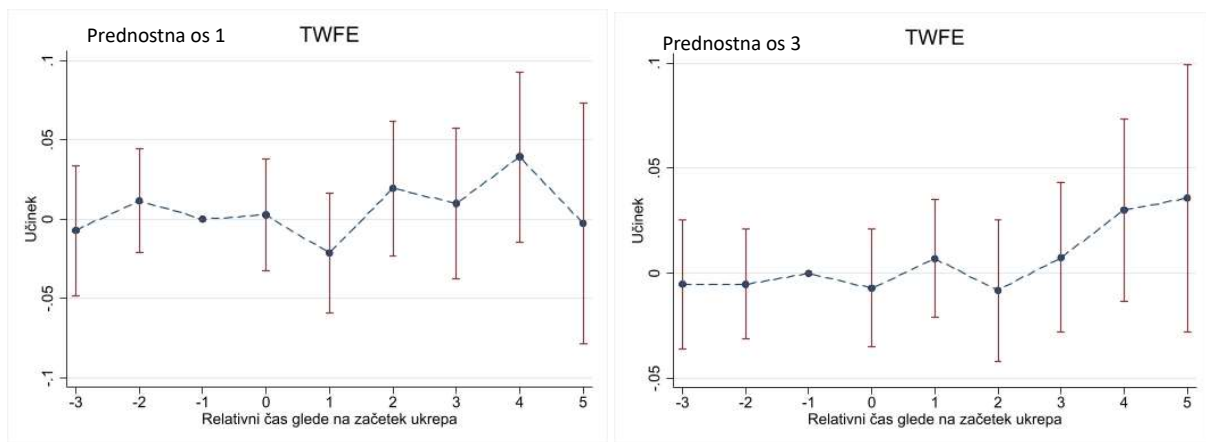 Prednostna os 1
TWFE
.1
.05
0
-.05
-.1
Učinek
-3 -2 -1 0 1 2 3 4 5
Relativni čas glede na začetek ukrepa
Prednostna os 3
TWFE
.1
.05
0
-.05
Učinek
-3 -2 -1 0 1 2 3 4 5
Relativni čas glede na začetek ukrepa